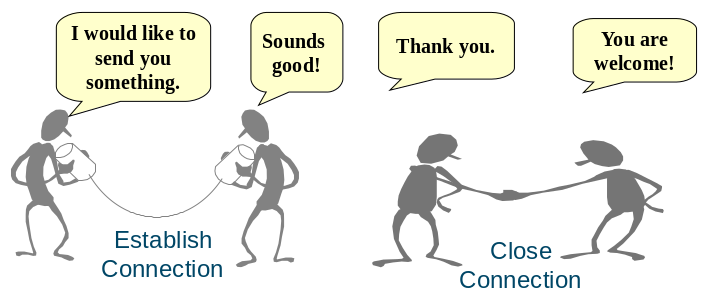 I would like to
send you
something.
Sounds
good!
Thank you.
You are
welcome!
Establish
Connection
Close
Connection